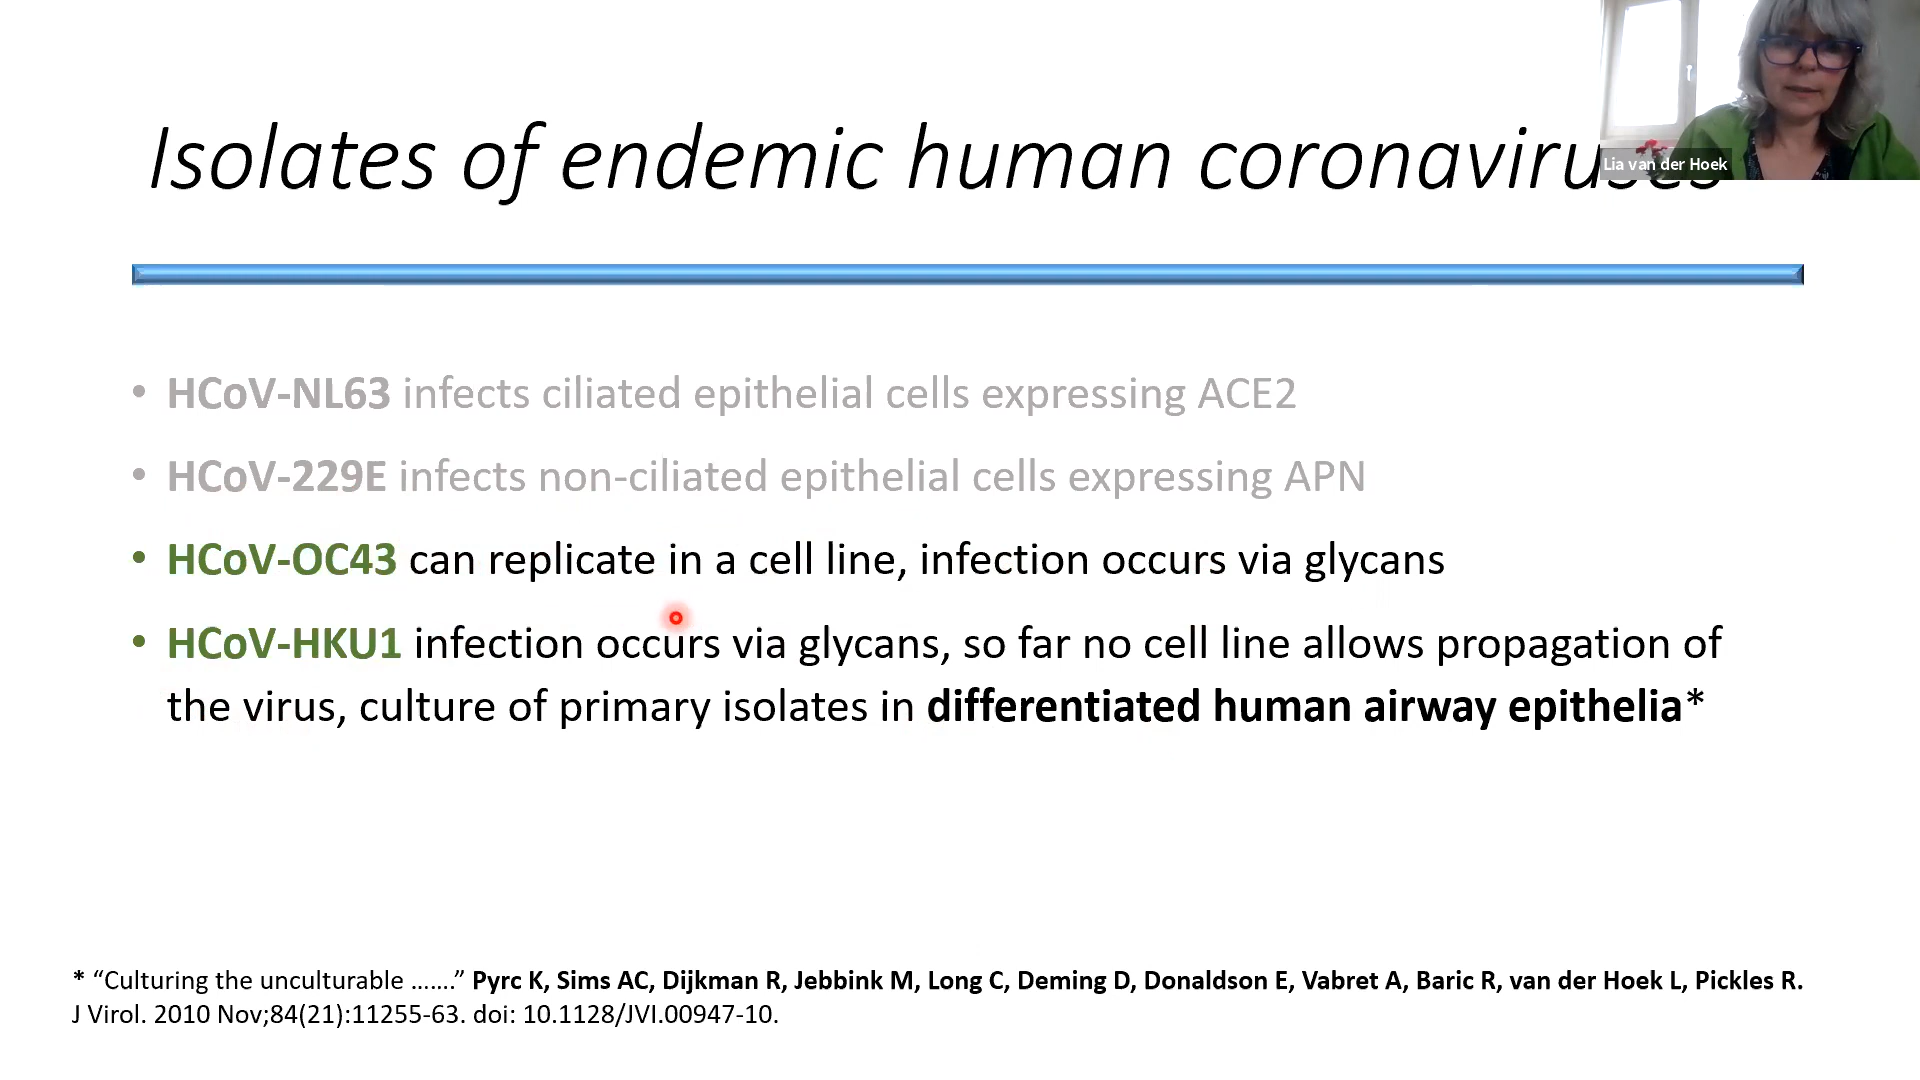 Isolates of endemic human coronaviruses
Lia van der Hoek
• HCoV-NL63 infects ciliated epithelial cells expressing ACE2
• HCoV-229E infects non-ciliated epithelial cells expressing APN
• HCoV-OC43 can replicate in a cell line, infection occurs via glycans
• HCoV-HKU1 infection occurs via glycans, so far no cell line allows propagation of
the virus, culture of primary isolates in differentiated human airway epithelia*
* “Culturing the unculturable …….” Pyrc K, Sims AC, Dijkman R, Jebbink M, Long C, Deming D, Donaldson E, Vabret A, Baric R, van der Hoek L, Pickles R.
J Virol. 2010 Nov;84(21):11255-63. doi: 10.1128/JVI.00947-10.